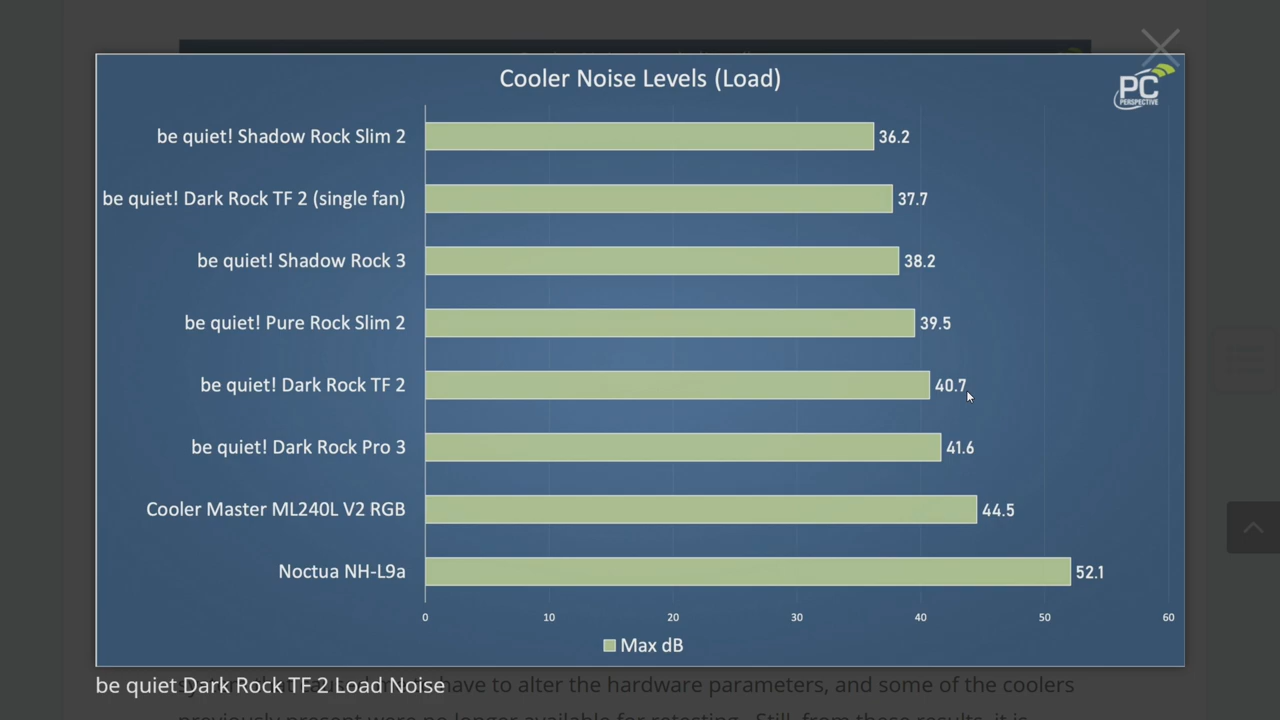 Cooler Noise Levels (Load)
PC
PERSPECTIVE
be quiet! Shadow Rock Slim 2 36.2
be quiet! Dark Rock TF 2 (single fan) 37.7
be quiet! Shadow Rock 3 38.2
be quiet! Pure Rock Slim 2 39.5
be quiet! Dark Rock TF 2 40.7
be quiet! Dark Rock Pro 3 41.6
Cooler Master ML240L V2 RGB 44.5
Noctua NH-L9a 52.1
0 10 20 30 40 50 60
Max dB
be quiet Dark Rock TF 2 Load Noise
have to alter the hardware parameters, and some of the coolers